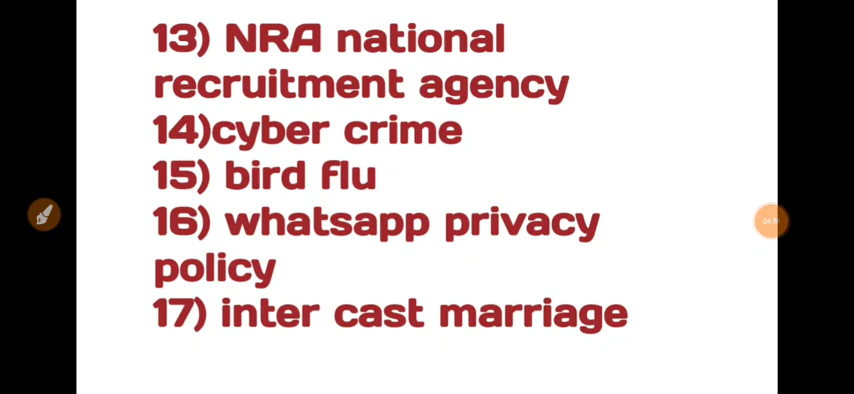 13) NRA national
recruitment agency
14)cyber crime
15) bird flu
16) whatsapp privacy
policy
17) inter cast marriage